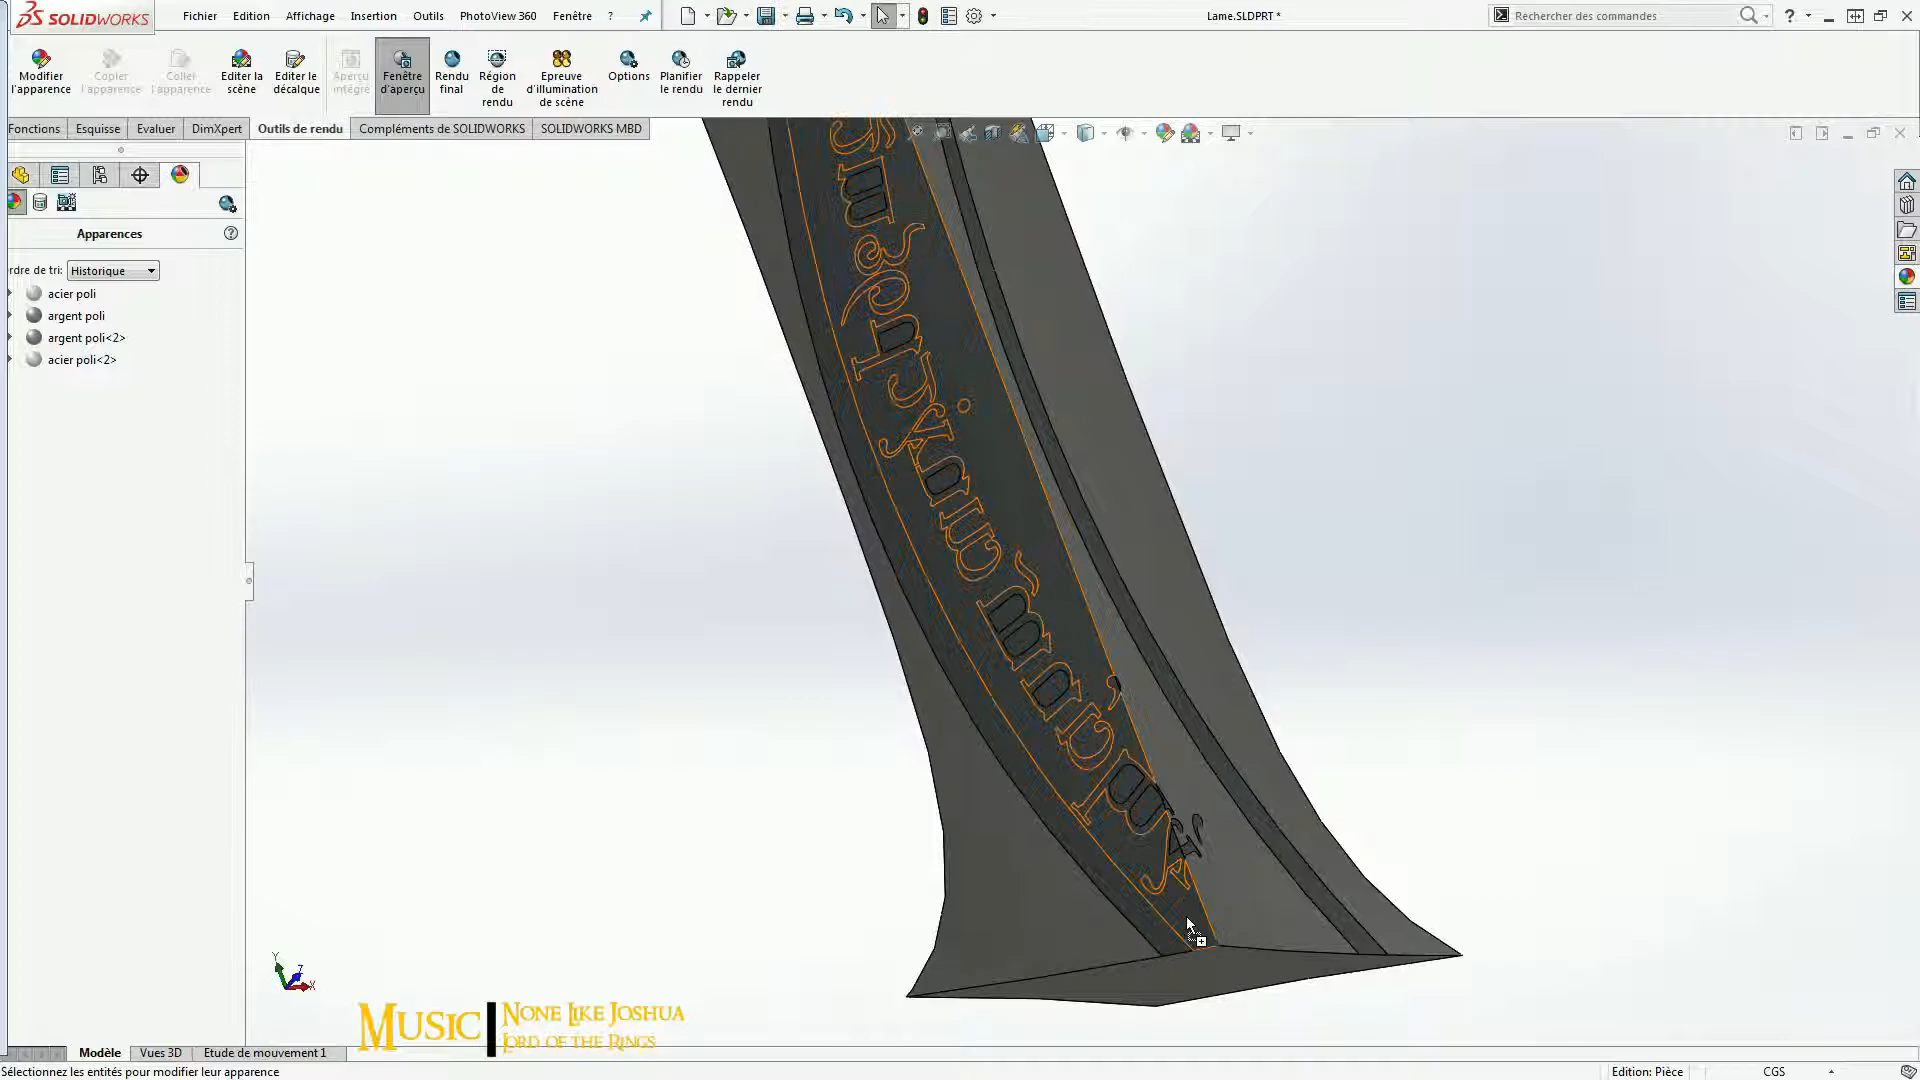 SOLIDWORKS
Fichier Edition Affichage Insertion Outils PhotoView 360 Fenêtre ?
Lame.SLDPRT *
Rechercher des commandes
Modifier l'apparence
Copier l'apparence
Coller l'apparence
Editer la scène
Editer le décalque
Aperçu intégré
Fenêtre d'aperçu
Rendu final
Région de rendu
Epreuve d'illumination de scène
Options
Planifier le rendu
Rappeler le dernier rendu
Fonctions Esquisse Evaluer DimXpert Outils de rendu Compléments de SOLIDWORKS SOLIDWORKS MBD
Apparences
rdre de tri: Historique
acier poli
argent poli
argent poli<2>
acier poli<2>
Y Z X
Music
None Like Joshua
Lord of the Rings
Modèle Vues 3D Etude de mouvement 1
Sélectionnez les entités pour modifier leur apparence
Edition: Pièce CGS